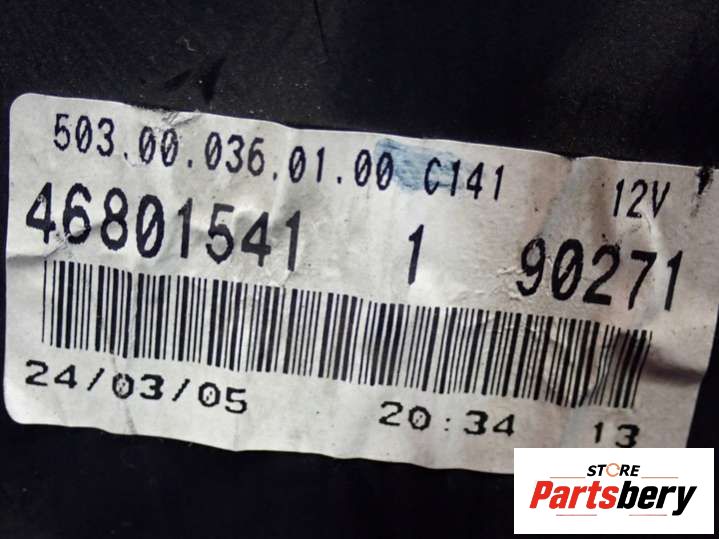 503.00.036.01.00 C141 12V
46801541 1 90271
24/03/05 20:34 13
STORE
Partsbery